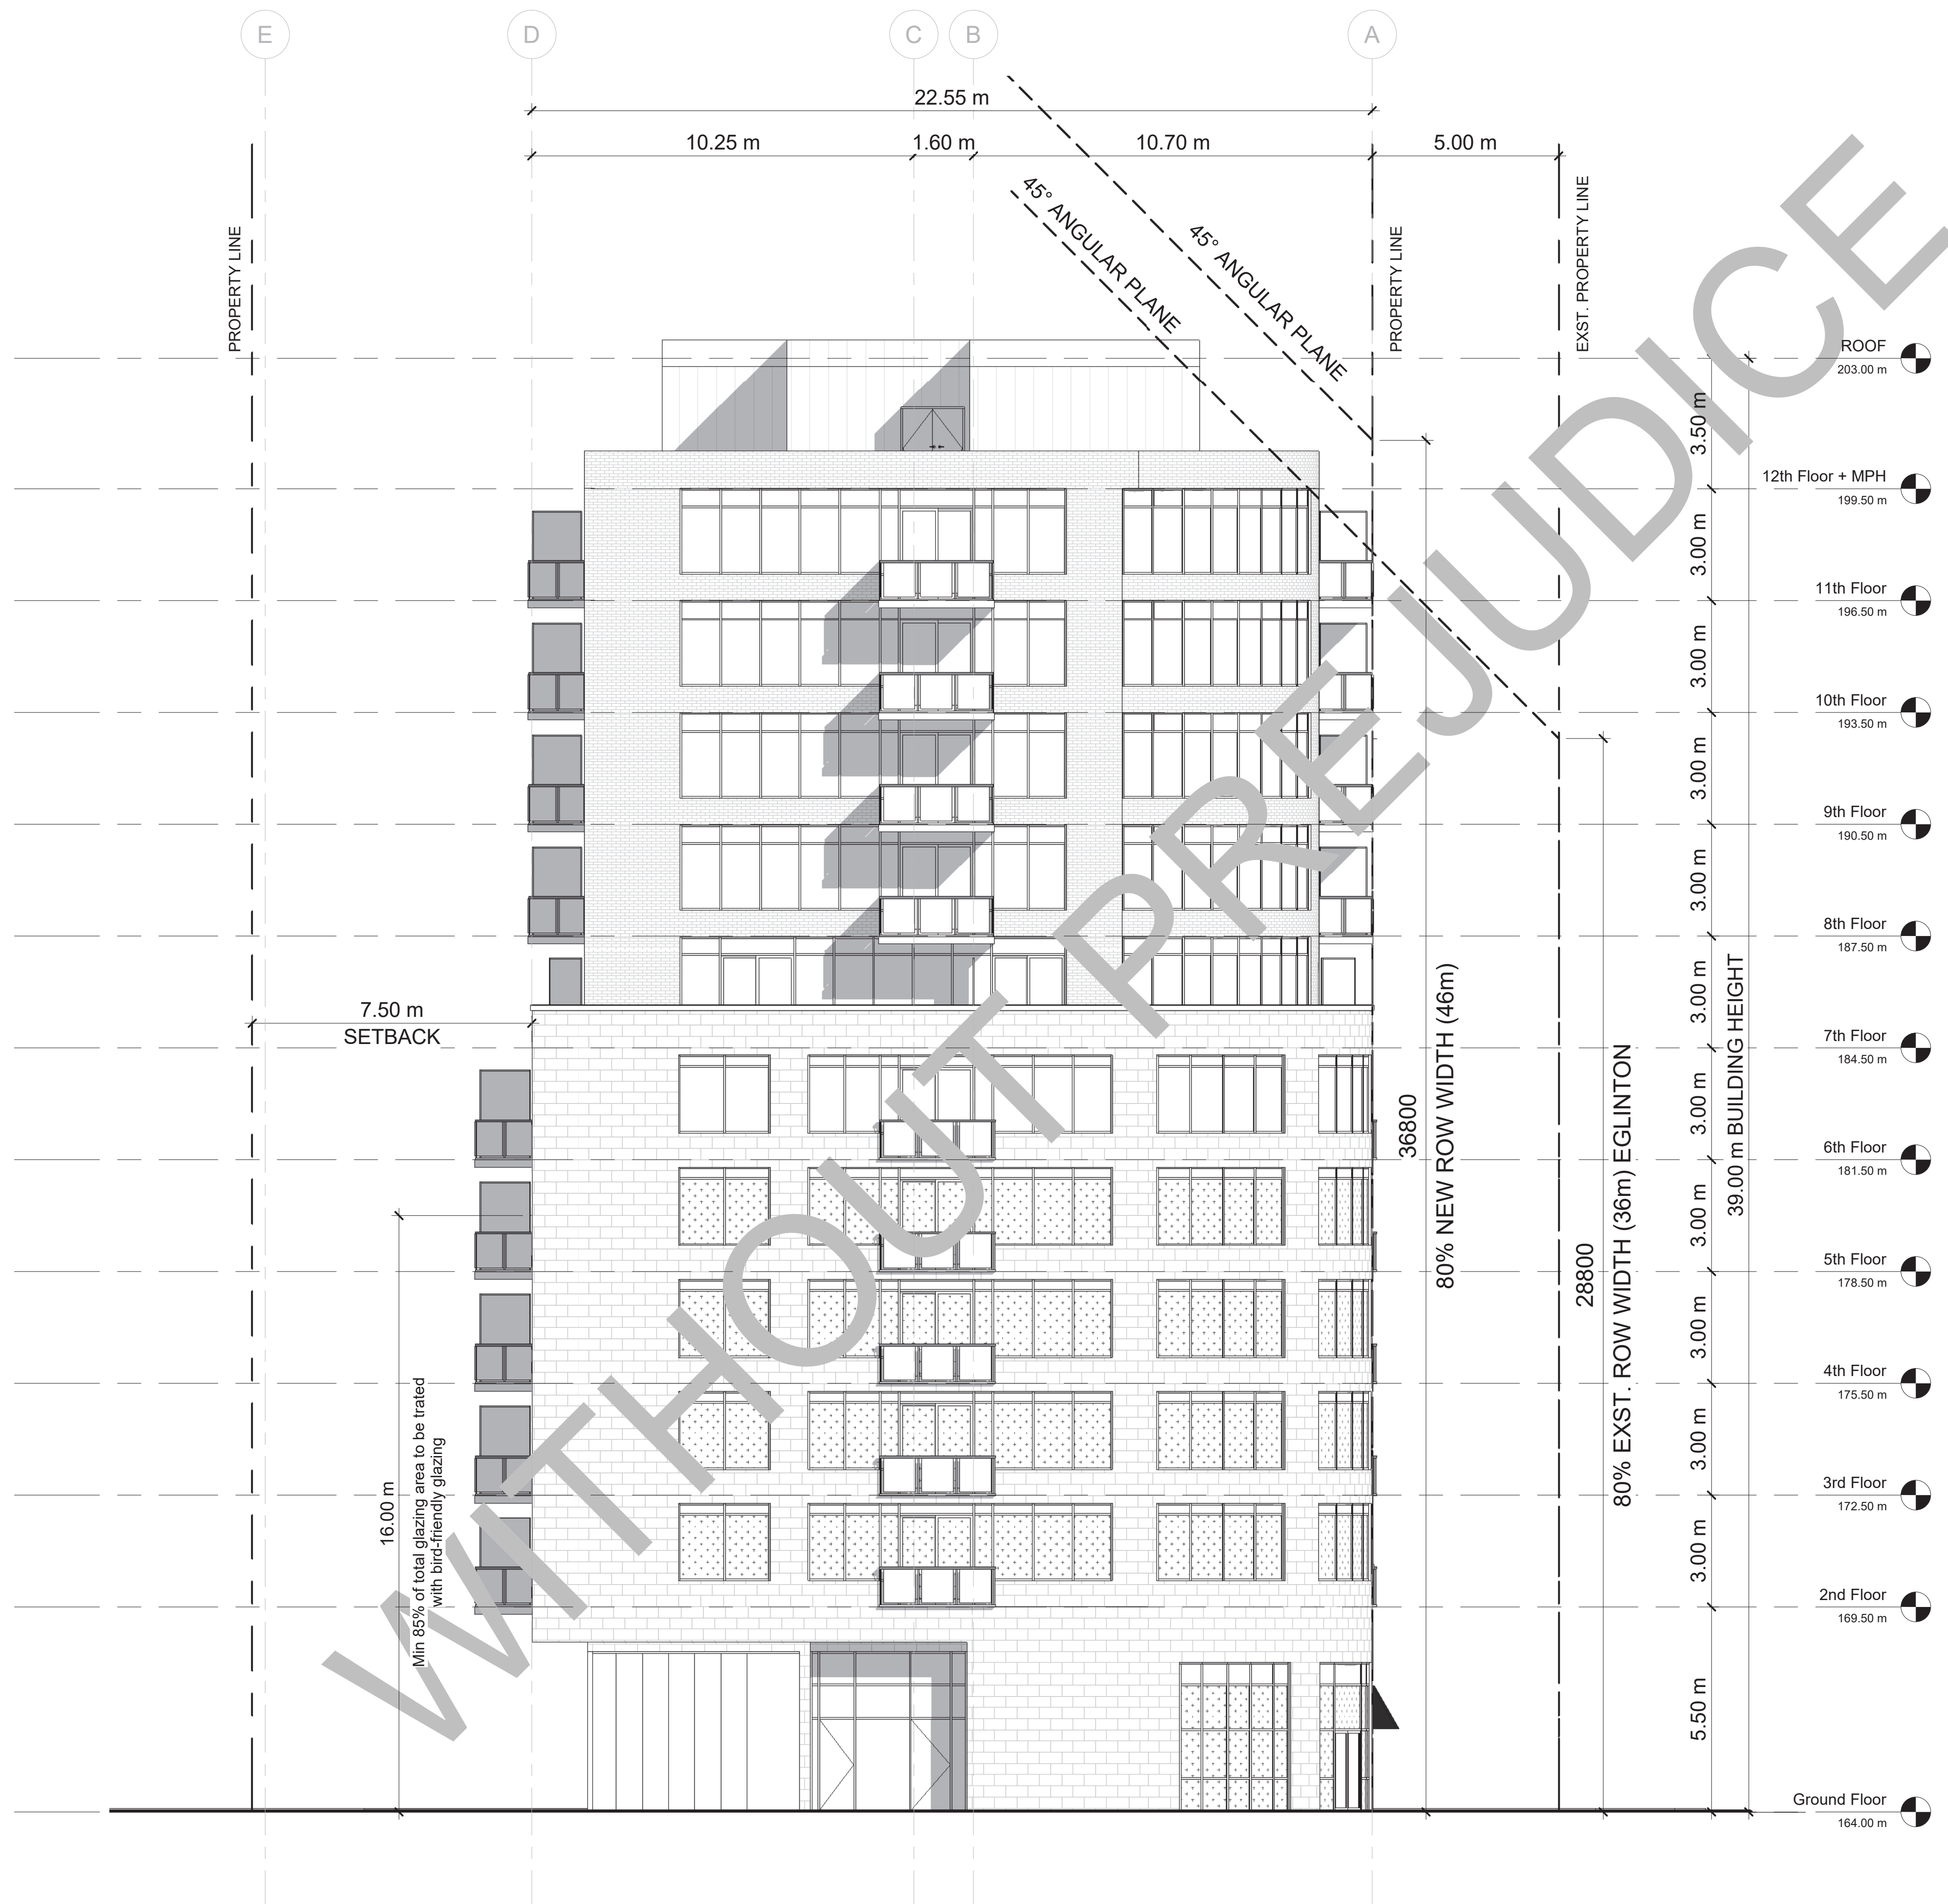 E
D
C
B
A
22.55 m
10.25 m
1.60 m
10.70 m
5.00 m
PROPERTY LINE
45° ANGULAR PLANE
45° ANGULAR PLANE
PROPERTY LINE
EXST. PROPERTY LINE
ROOF
203.00 m
3.50 m
12th Floor + MPH
199.50 m
3.00 m
11th Floor
196.50 m
3.00 m
10th Floor
193.50 m
3.00 m
9th Floor
190.50 m
3.00 m
8th Floor
187.50 m
3.00 m
7th Floor
184.50 m
3.00 m
6th Floor
181.50 m
3.00 m
5th Floor
178.50 m
3.00 m
4th Floor
175.50 m
3.00 m
3rd Floor
172.50 m
3.00 m
2nd Floor
169.50 m
5.50 m
Ground Floor
164.00 m
39.00 m BUILDING HEIGHT
7.50 m
SETBACK
36800
80% NEW ROW WIDTH (46m)
28800
80% EXST. ROW WIDTH (36m) EGLINTON
16.00 m
Min 85% of total glazing area to be trated
with bird-friendly glazing
WITHOUT PREJUDICE